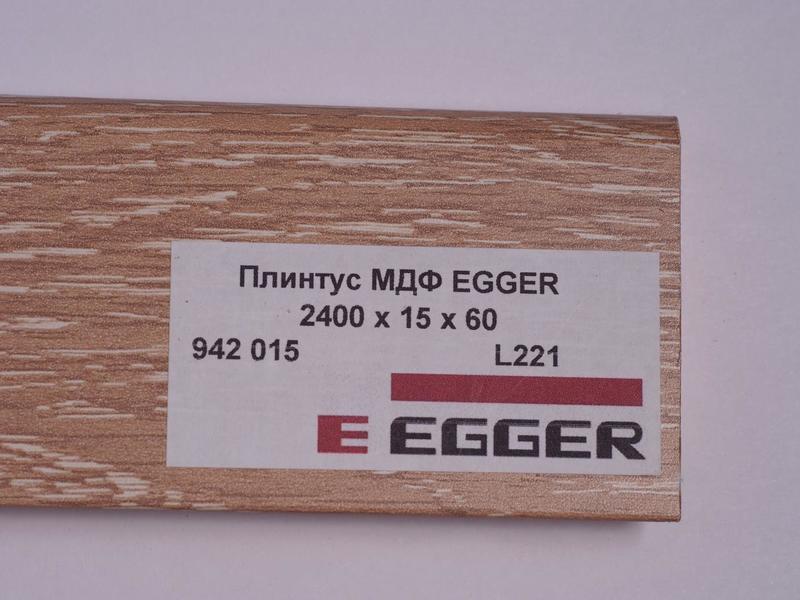 Плинтус МДФ EGGER
2400 x 15 x 60
942 015 L221
E EGGER